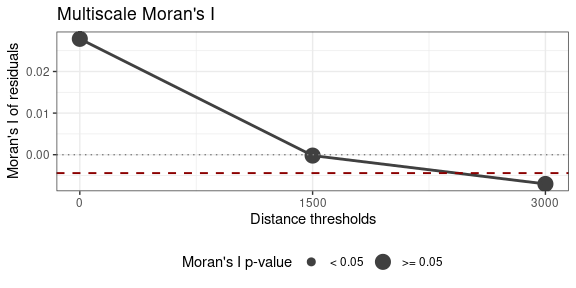 Multiscale Moran's I
Moran's I of residuals
0.02
0.01
0.00
0 1500 3000
Distance thresholds
Moran's I p-value < 0.05 >= 0.05